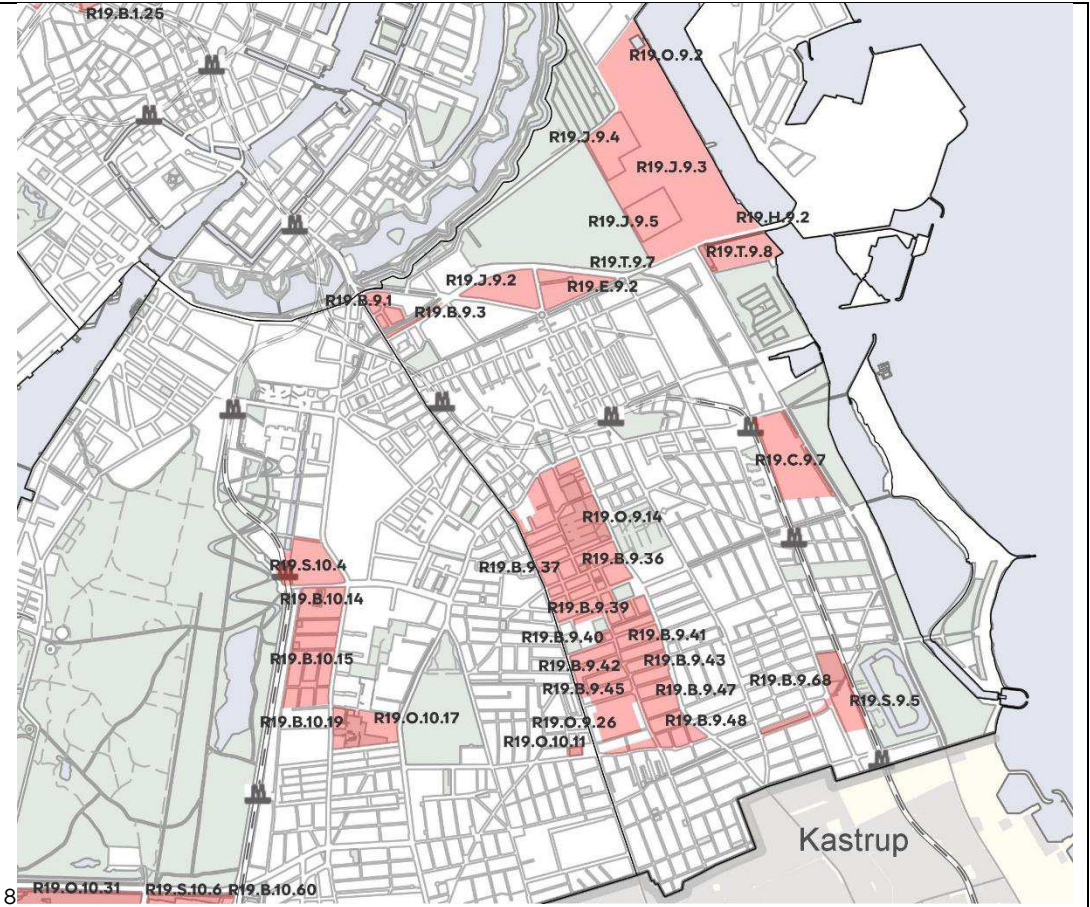 R19.B.1.25
R19.O.9.2
R19.J.9.4
R19.J.9.3
R19.J.9.5
R19.H.9.2
R19.T.9.8
R19.T.9.7
R19.J.9.2
R19.E.9.2
R19.B.9.1
R19.B.9.3
R19.C.9.7
R19.O.9.14
R19.B.9.36
R19.B.9.37
R19.S.10.4
R19.B.10.14
R19.B.9.39
R19.B.9.40
R19.B.9.41
R19.B.10.15
R19.B.9.42
R19.B.9.43
R19.B.9.68
R19.B.9.45
R19.B.9.47
R19.S.9.5
R19.B.10.19
R19.O.10.17
R19.O.9.26
R19.B.9.48
R19.O.10.11
Kastrup
8
R19.O.10.31
R19.S.10.6
R19.B.10.60